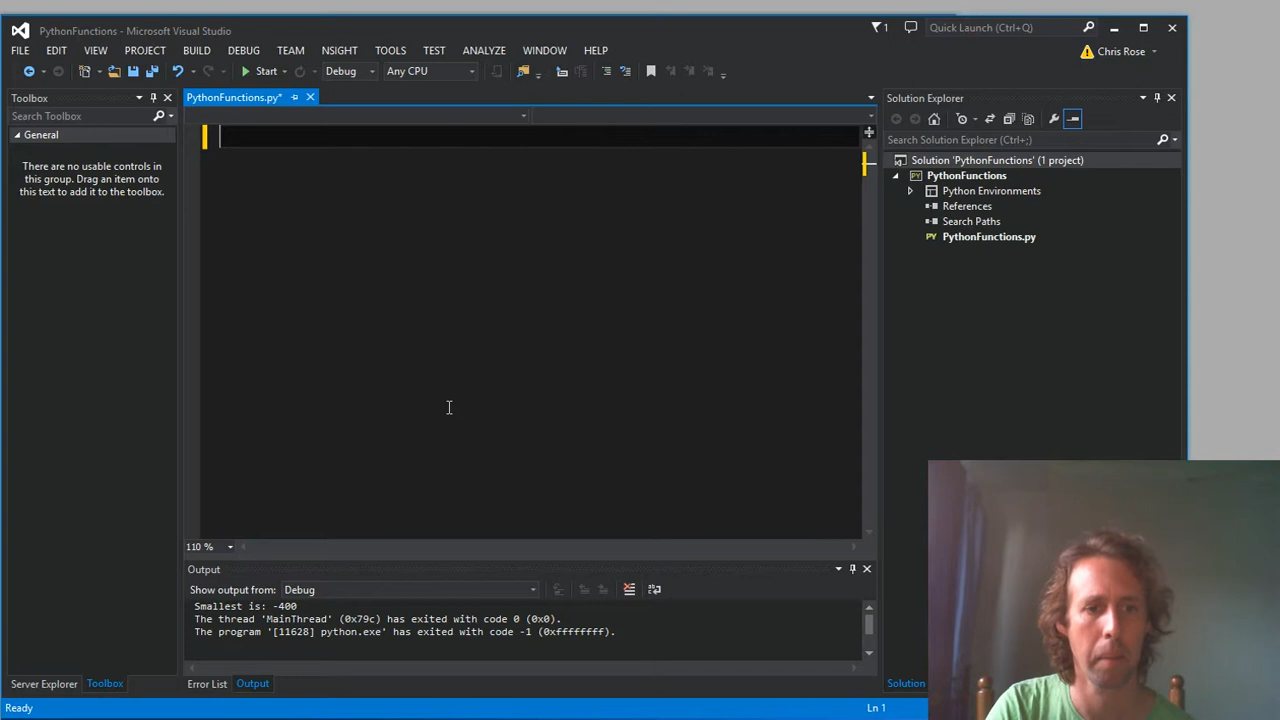 PythonFunctions - Microsoft Visual Studio
1
Quick Launch (Ctrl+Q)
FILE EDIT VIEW PROJECT BUILD DEBUG TEAM NSIGHT TOOLS TEST ANALYZE WINDOW HELP
Chris Rose
Start
Debug
Any CPU
Toolbox
Search Toolbox
General
There are no usable controls in
this group. Drag an item onto
this text to add it to the toolbox.
PythonFunctions.py*
110 %
Output
Show output from: Debug
Smallest is: -400
The thread 'MainThread' (0x79c) has exited with code 0 (0x0).
The program '[11628] python.exe' has exited with code -1 (0xffffffff).
Solution Explorer
Search Solution Explorer (Ctrl+;)
Solution 'PythonFunctions' (1 project)
PY PythonFunctions
Python Environments
References
Search Paths
PY PythonFunctions.py
Server Explorer Toolbox
Error List Output
Solution
Ready
Ln 1